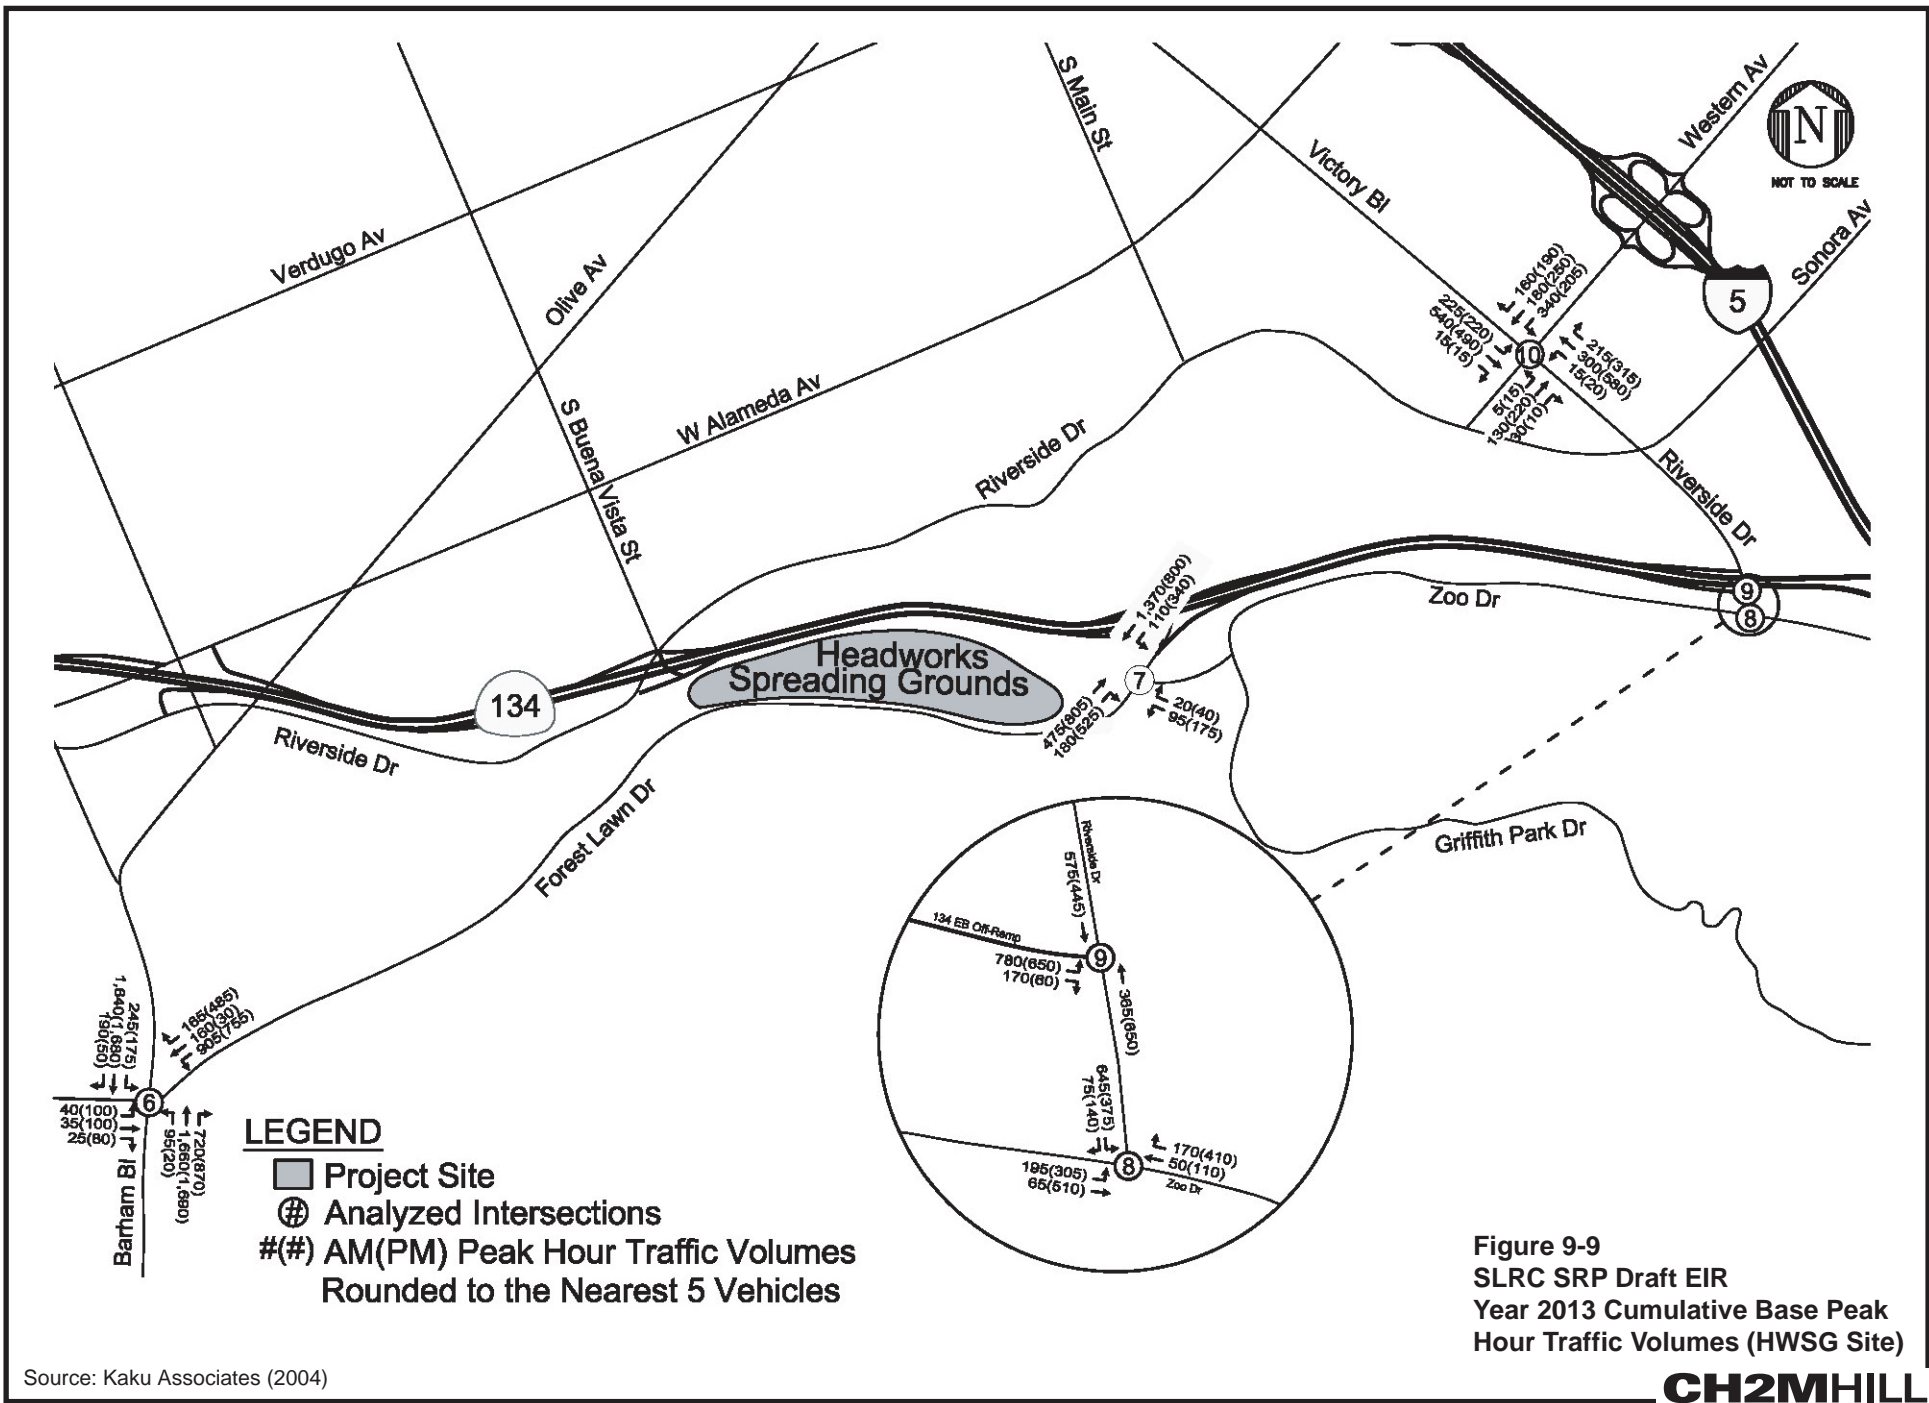 S Main St
Western Av
N
NOT TO SCALE
Victory Bl
Verdugo Av
Olive Av
Sonora Av
5
160(190)
180(250)
340(205)
225(220)
540(490)
15(15)
10
215(315)
300(580)
15(20)
5(15)
130(220)
30(10)
W Alameda Av
S Buena Vista St
Riverside Dr
Riverside Dr
1,370(800)
110(340)
Zoo Dr
9
8
Headworks
Spreading Grounds
7
134
20(40)
95(175)
475(805)
180(525)
Riverside Dr
Forest Lawn Dr
Griffith Park Dr
Riverside Dr
575(445)
134 EB Off-Ramp
9
780(650)
170(60)
365(650)
645(375)
75(140)
170(410)
50(110)
8
195(305)
65(510)
Zoo Dr
165(485)
160(30)
905(755)
245(175)
1,640(1,680)
190(50)
6
40(100)
35(100)
25(80)
720(870)
1,660(1,680)
95(20)
Barham Bl
LEGEND
Project Site
# Analyzed Intersections
#(#) AM(PM) Peak Hour Traffic Volumes
Rounded to the Nearest 5 Vehicles
Figure 9-9
SLRC SRP Draft EIR
Year 2013 Cumulative Base Peak
Hour Traffic Volumes (HWSG Site)
Source: Kaku Associates (2004)
CH2MHILL